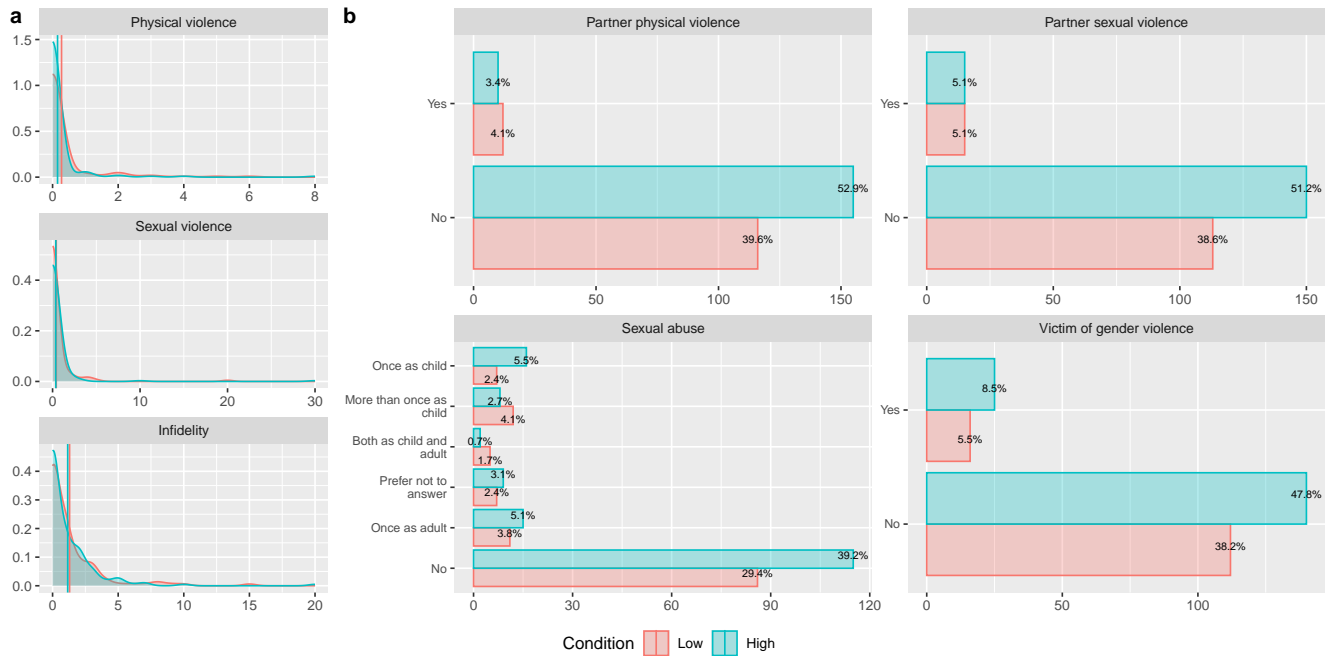 a
Physical violence
1.5
1.0
0.5
0.0
0 2 4 6 8
Sexual violence
0.4
0.2
0.0
0 10 20 30
Infidelity
0.4
0.3
0.2
0.1
0.0
0 5 10 15 20
b
Partner physical violence
Yes
3.4%
4.1%
No
52.9%
39.6%
0 50 100 150
Partner sexual violence
Yes
5.1%
5.1%
No
51.2%
38.6%
0 50 100 150
Sexual abuse
Once as child
5.5%
2.4%
More than once as
child
2.7%
4.1%
Both as child and
adult
0.7%
1.7%
Prefer not to
answer
3.1%
2.4%
Once as adult
5.1%
3.8%
No
39.2%
29.4%
0 30 60 90 120
Victim of gender violence
Yes
8.5%
5.5%
No
47.8%
38.2%
0 50 100
Condition Low High